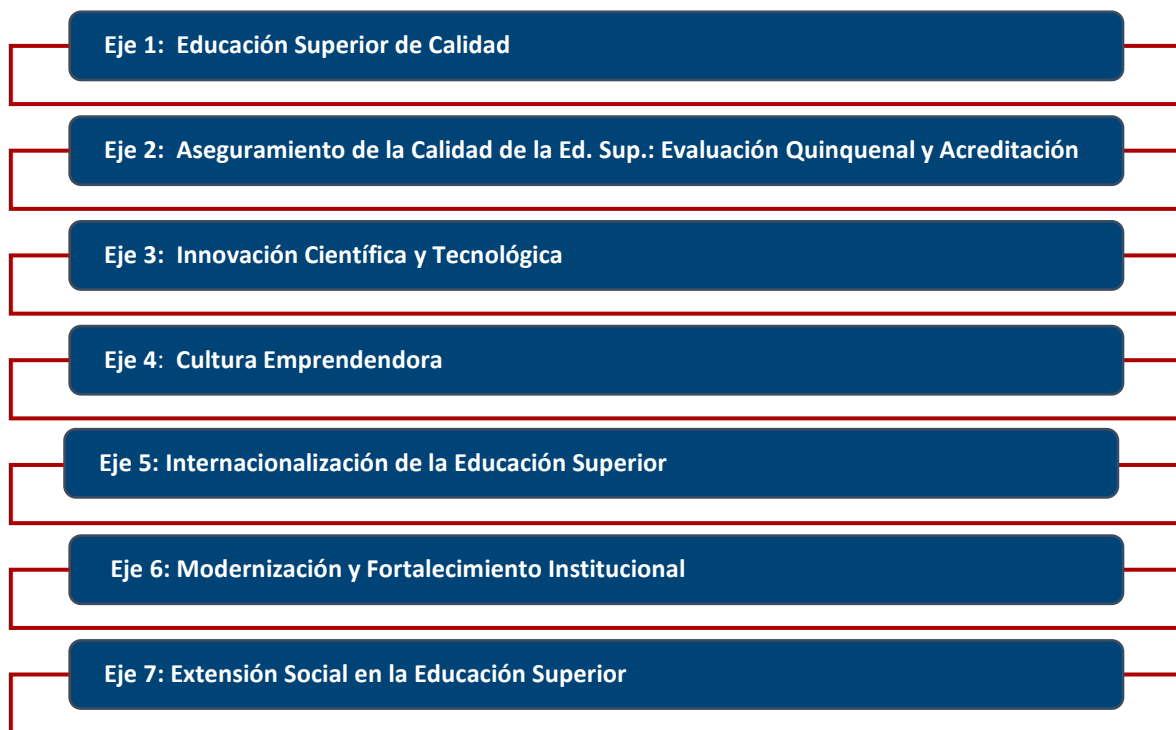 Eje 1: Educación Superior de Calidad
Eje 2: Aseguramiento de la Calidad de la Ed. Sup.: Evaluación Quinquenal y Acreditación
Eje 3: Innovación Científica y Tecnológica
Eje 4: Cultura Emprendendora
Eje 5: Internacionalización de la Educación Superior
Eje 6: Modernización y Fortalecimiento Institucional
Eje 7: Extensión Social en la Educación Superior